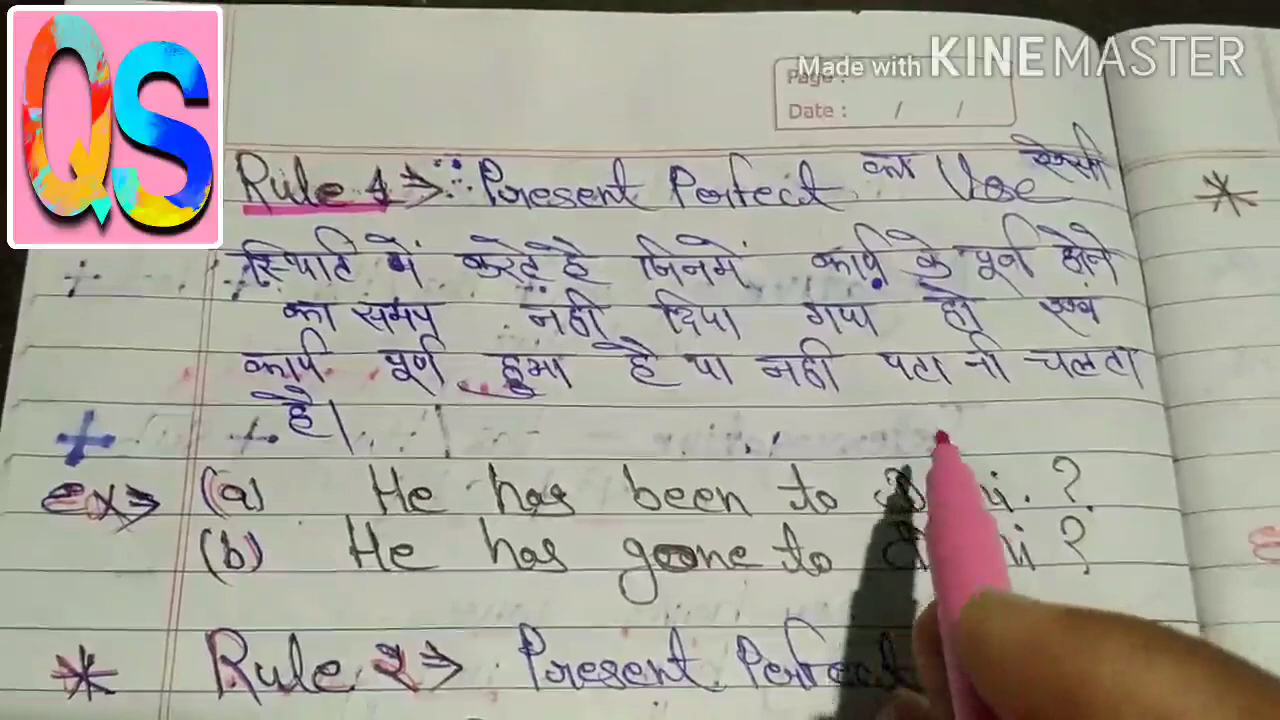 QS
Made with KINEMASTER
Page :
Date : / /
Rule 1 ⇒ Present Perfect का Use ऐसी
स्थिति में करते है जिनमें कार्य के पूर्ण होने
का समय नहीं दिया गया हो एवं
कार्य पूर्ण हुआ है या नही पता नी चलता
है।
ex⇒ (a) He has been to ?
(b) He has gone to ?
* Rule 2 ⇒ Present Perfect